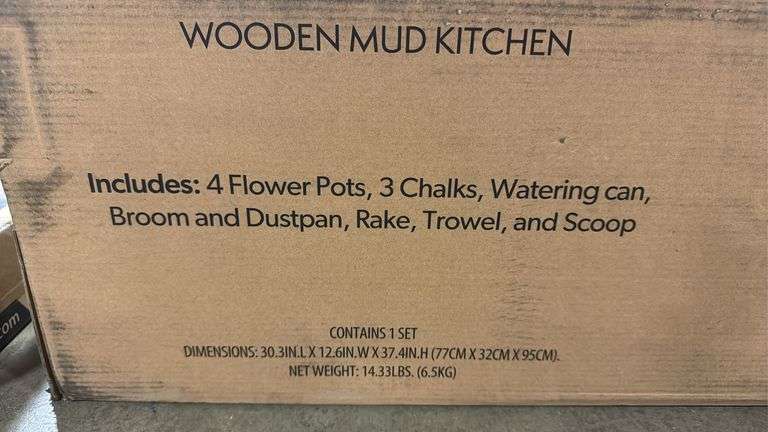 WOODEN MUD KITCHEN
Includes: 4 Flower Pots, 3 Chalks, Watering can,
Broom and Dustpan, Rake, Trowel, and Scoop
CONTAINS 1 SET
DIMENSIONS: 30.3IN.L X 12.6IN.W X 37.4IN.H (77CM X 32CM X 95CM).
NET WEIGHT: 14.33LBS. (6.5KG)
.com